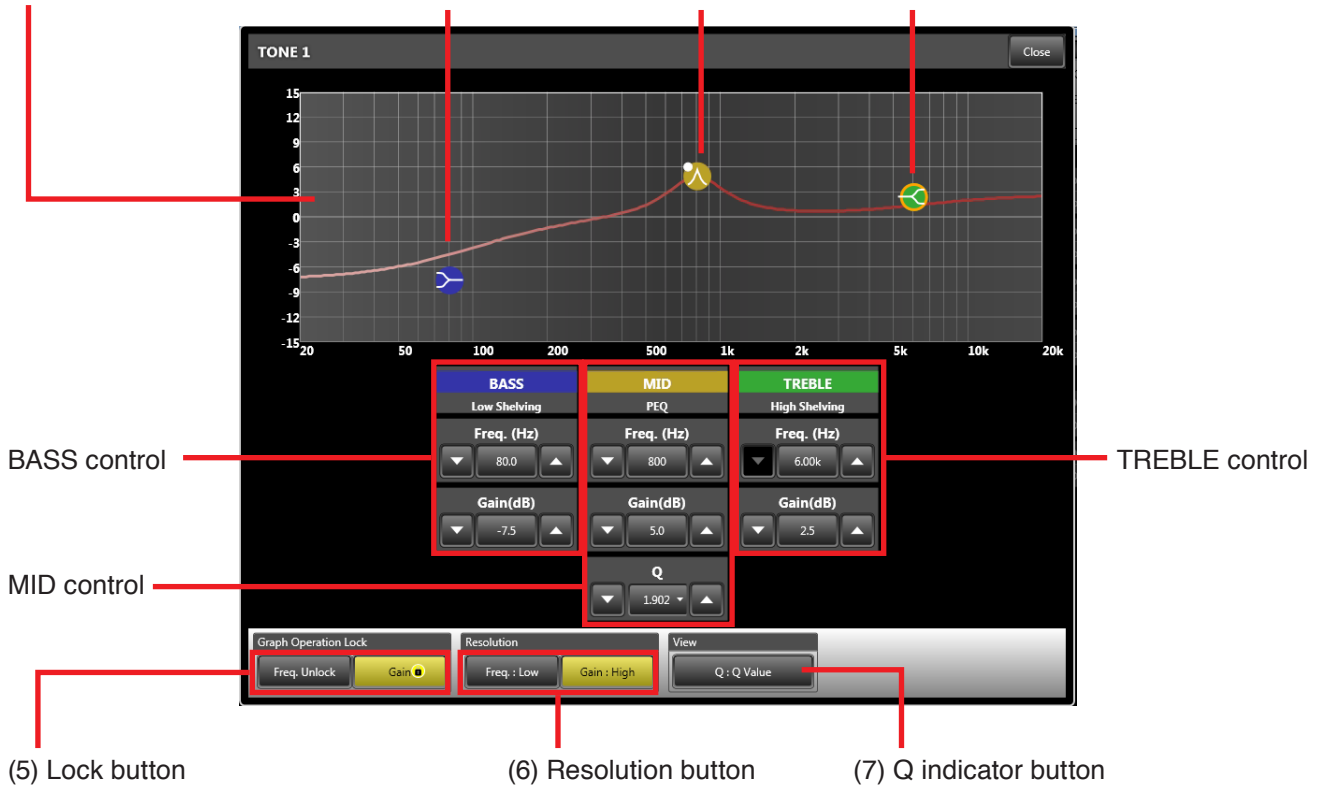 TONE 1
Close
15
12
9
6
3
0
-3
-6
-9
-12
-15
20 50 100 200 500 1k 2k 5k 10k 20k
BASS MID TREBLE
Low Shelving PEQ High Shelving
Freq. (Hz) Freq. (Hz) Freq. (Hz)
BASS control
80.0 800 6.00k
TREBLE control
Gain(dB) Gain(dB) Gain(dB)
-7.5 5.0 2.5
MID control
Q
1.902
Graph Operation Lock Resolution View
Freq. Unlock Gain Freq. : Low Gain : High Q : Q Value
(5) Lock button (6) Resolution button (7) Q indicator button